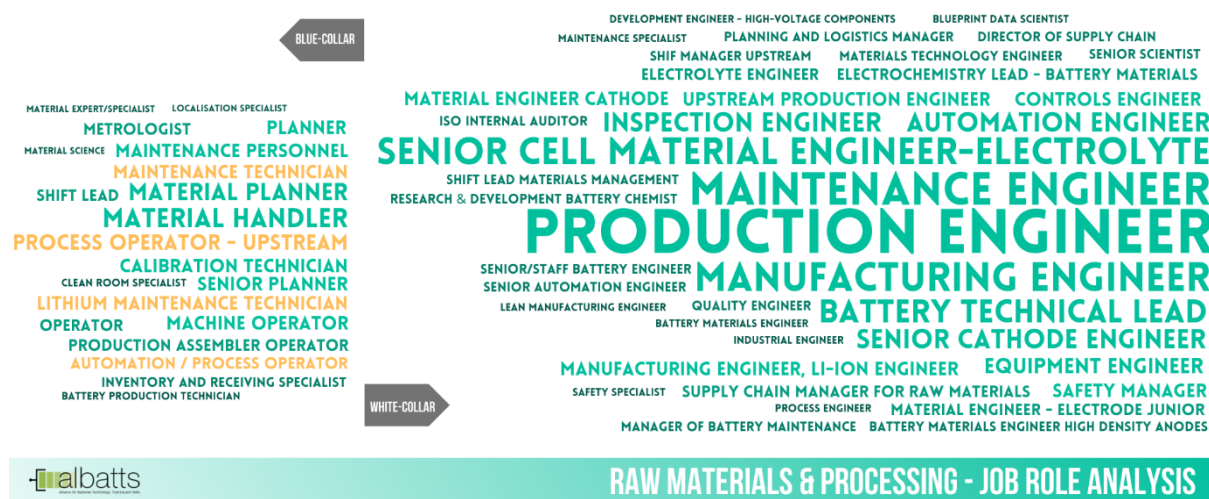 BLUE-COLLAR
MATERIAL EXPERT/SPECIALIST LOCALISATION SPECIALIST
METROLOGIST PLANNER
MATERIAL SCIENCE MAINTENANCE PERSONNEL
MAINTENANCE TECHNICIAN
SHIFT LEAD MATERIAL PLANNER
MATERIAL HANDLER
PROCESS OPERATOR - UPSTREAM
CALIBRATION TECHNICIAN
CLEAN ROOM SPECIALIST SENIOR PLANNER
LITHIUM MAINTENANCE TECHNICIAN
OPERATOR MACHINE OPERATOR
PRODUCTION ASSEMBLER OPERATOR
AUTOMATION / PROCESS OPERATOR
INVENTORY AND RECEIVING SPECIALIST
BATTERY PRODUCTION TECHNICIAN
DEVELOPMENT ENGINEER - HIGH-VOLTAGE COMPONENTS BLUEPRINT DATA SCIENTIST
MAINTENANCE SPECIALIST PLANNING AND LOGISTICS MANAGER DIRECTOR OF SUPPLY CHAIN
SHIF MANAGER UPSTREAM MATERIALS TECHNOLOGY ENGINEER SENIOR SCIENTIST
ELECTROLYTE ENGINEER ELECTROCHEMISTRY LEAD - BATTERY MATERIALS
MATERIAL ENGINEER CATHODE UPSTREAM PRODUCTION ENGINEER CONTROLS ENGINEER
ISO INTERNAL AUDITOR INSPECTION ENGINEER AUTOMATION ENGINEER
SENIOR CELL MATERIAL ENGINEER-ELECTROLYTE
SHIFT LEAD MATERIALS MANAGEMENT MAINTENANCE ENGINEER
RESEARCH & DEVELOPMENT BATTERY CHEMIST
PRODUCTION ENGINEER
SENIOR/STAFF BATTERY ENGINEER MANUFACTURING ENGINEER
SENIOR AUTOMATION ENGINEER
LEAN MANUFACTURING ENGINEER QUALITY ENGINEER BATTERY TECHNICAL LEAD
BATTERY MATERIALS ENGINEER
INDUSTRIAL ENGINEER SENIOR CATHODE ENGINEER
MANUFACTURING ENGINEER, LI-ION ENGINEER EQUIPMENT ENGINEER
SAFETY SPECIALIST SUPPLY CHAIN MANAGER FOR RAW MATERIALS SAFETY MANAGER
PROCESS ENGINEER MATERIAL ENGINEER - ELECTRODE JUNIOR
MANAGER OF BATTERY MAINTENANCE BATTERY MATERIALS ENGINEER HIGH DENSITY ANODES
WHITE-COLLAR
albatts
Alliance for Batteries Technology, Training and Skills
RAW MATERIALS & PROCESSING - JOB ROLE ANALYSIS